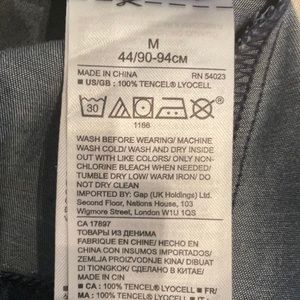 M
44/90-94CM
MADE IN CHINA RN 54023
■ US/GB : 100% TENCEL® LYOCELL
30
1166
WASH BEFORE WEARING/ MACHINE
WASH COLD/ WASH AND DRY INSIDE
OUT WITH LIKE COLORS/ ONLY NON-
CHLORINE BLEACH WHEN NEEDED/
TUMBLE DRY LOW/ WARM IRON/ DO
NOT DRY CLEAN
IMPORTED BY: Gap (UK Holdings) Ltd.
Second Floor, Nations House, 103
Wigmore Street, London W1U 1QS
CA 17897
ТОВАРЫ ИЗ ДЕНИМА
FABRIQUE EN CHINE/ HECHO EN
CHINA CON INSUMOS IMPORTADOS/
ZEMLJA PROIZVODNJE KINA/ DIBUAT
DI TIONGKOK/ СДЕЛАНО В КИТАЕ/
MADE IN CIN
■ CA : 100% TENCEL® LYOCELL ■ FR/
MA : 100% TENCEL®